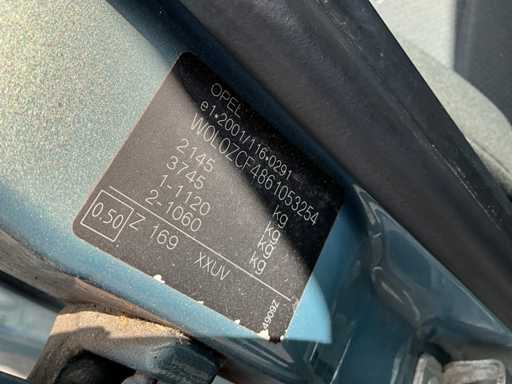 OPEL
e1*2001/116*0291
W0L0ZCF4861053254
2145 kg
3745 kg
1-1120 kg
2-1060 kg
0.50 Z 169 XXUV